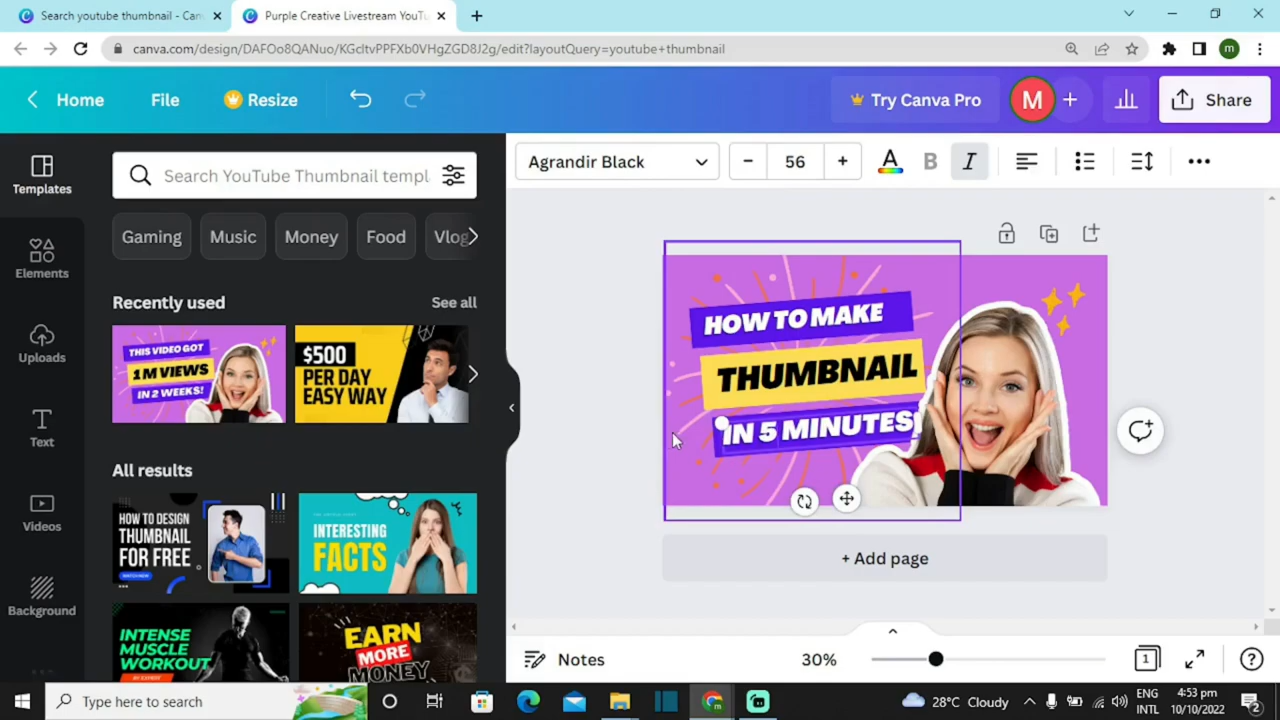 Search youtube thumbnail - Can
Purple Creative Livestream YouTu
canva.com/design/DAFOo8QANuo/KGcltvPPFXb0VHgZGD8J2g/edit?layoutQuery=youtube+thumbnail
m
Home
File
Resize
Try Canva Pro
M
Share
Templates
Elements
Uploads
Text
Videos
Background
Search YouTube Thumbnail templ
Gaming
Music
Money
Food
Vlog
Recently used
See all
THIS VIDEO GOT
1M VIEWS
IN 2 WEEKS!
$500
PER DAY
EASY WAY
All results
HOW TO DESIGN
THUMBNAIL
FOR FREE
WATCH NOW
INTERESTING
FACTS
INTENSE
MUSCLE
WORKOUT
BY EXPERT
EARN
MORE
MONEY
Agrandir Black
56
A
B
I
HOW TO MAKE
THUMBNAIL
IN 5 MINUTES!
+ Add page
Notes
30%
1
Type here to search
28°C Cloudy
ENG
INTL
4:53 pm
10/10/2022
2